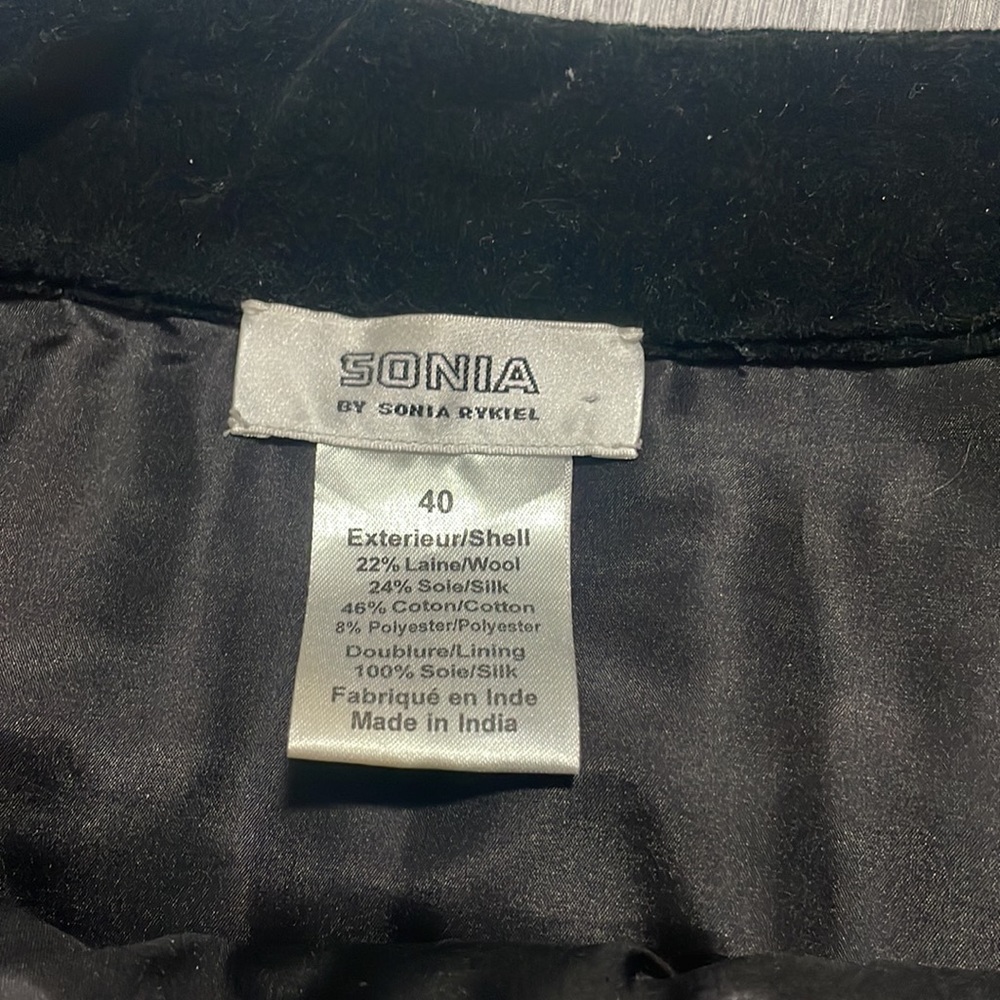 SONIA
BY SONIA RYKIEL
40
Exterieur/Shell
22% Laine/Wool
24% Soie/Silk
46% Coton/Cotton
8% Polyester/Polyester
Doublure/Lining
100% Soie/Silk
Fabriqué en Inde
Made in India